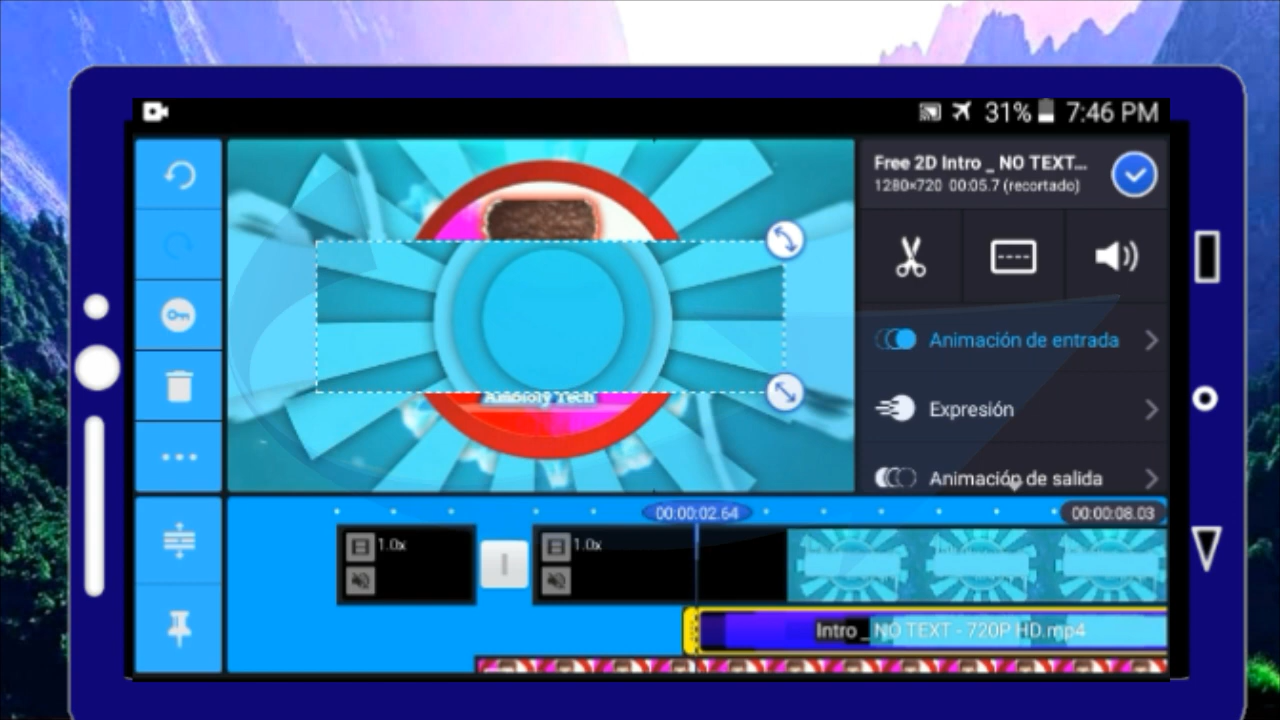 31% 7:46 PM
Free 2D Intro _ NO TEXT...
1280×720 00:05.7 (recortado)
Animación de entrada
Expresión
Animación de salida
00:00:02.64
00:00:08.03
1.0x
1.0x
Intro _ NO TEXT - 720P HD.mp4